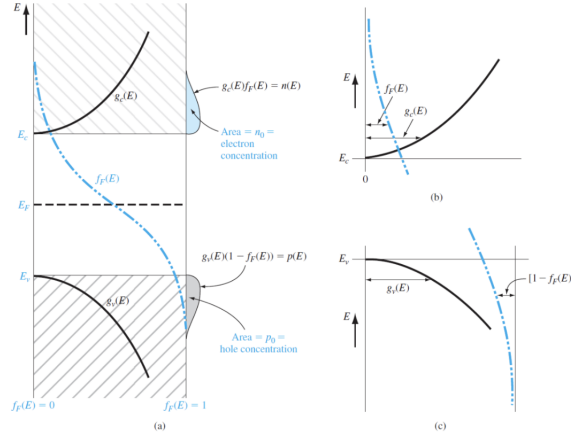 E
g_c(E)f_F(E) = n(E)
g_c(E)
E_c
Area = n_0 =
electron
concentration
f_F(E)
E_F
g_v(E)(1 − f_F(E)) = p(E)
E_v
g_v(E)
Area = p_0 =
hole concentration
f_F(E) = 0
f_F(E) = 1
(a)
E
f_F(E)
g_c(E)
E_c
0
(b)
E_v
g_v(E)
[1 − f_F(E)
E
(c)